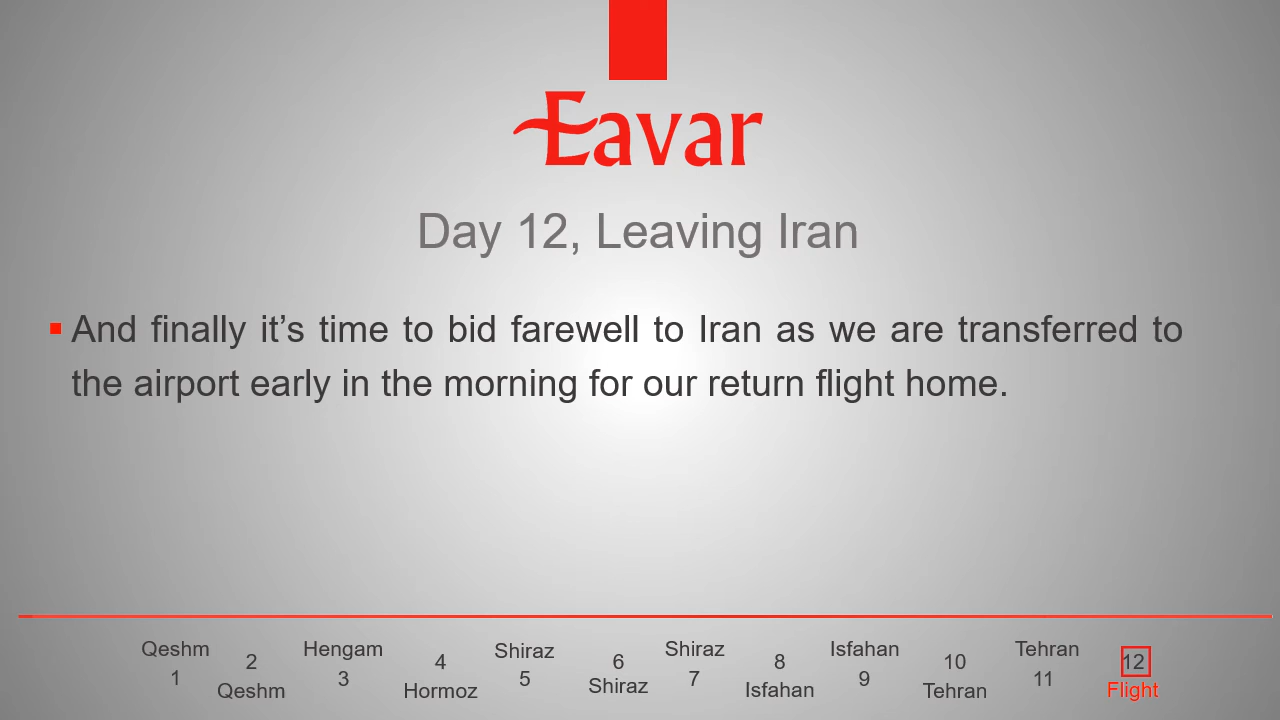 Eavar
Day 12, Leaving Iran
And finally it’s time to bid farewell to Iran as we are transferred to
the airport early in the morning for our return flight home.
Qeshm
1
2
Qeshm
Hengam
3
4
Hormoz
Shiraz
5
6
Shiraz
Shiraz
7
8
Isfahan
Isfahan
9
10
Tehran
Tehran
11
12
Flight